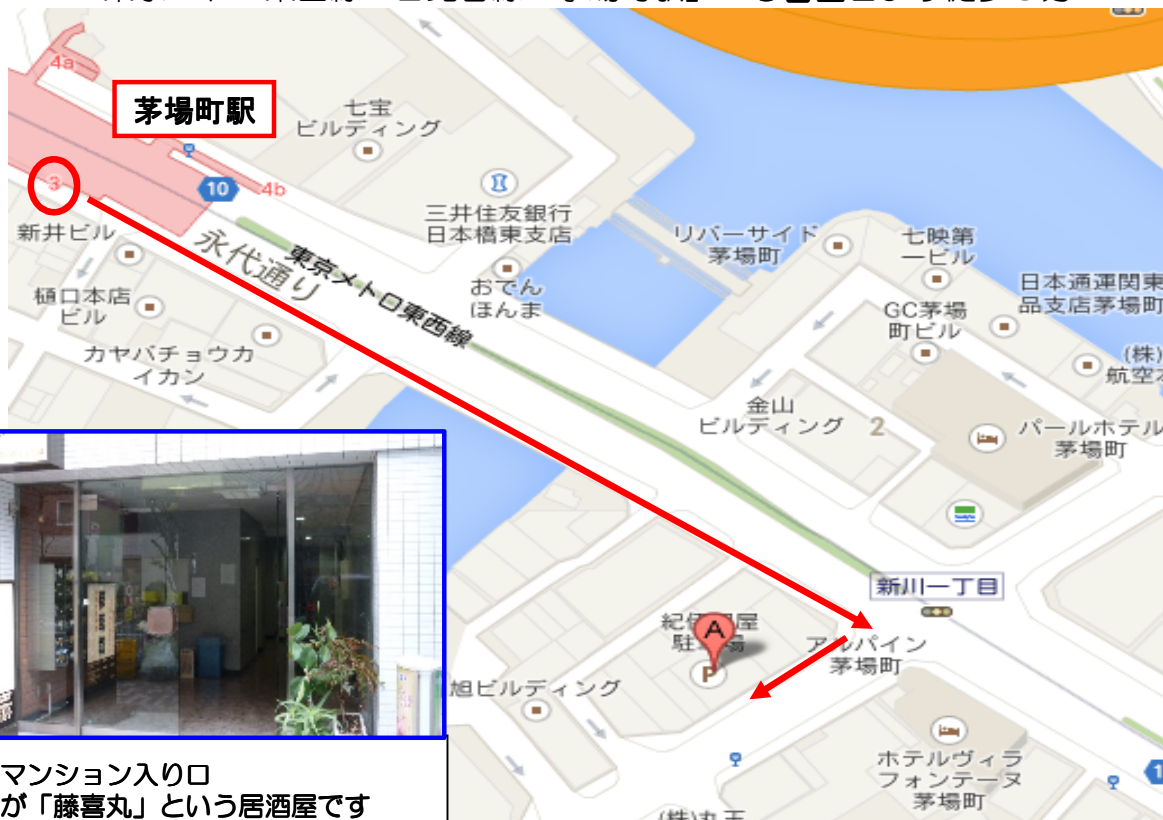 4a
茅場町駅
七宝
ビルディング
3
10
4b
三井住友銀行
日本橋東支店
新井ビル
永代通り
東京メトロ東西線
おでん
ほんま
リバーサイド
茅場町
七映第
一ビル
日本通運関東
品支店茅場町
樋口本店
ビル
GC茅場
町ビル
カヤバチョウカ
イカン
(株)
航空
金山
ビルディング
2
パールホテル
茅場町
新川一丁目
A
P
アルパイン
茅場町
旭ビルディング
ホテルヴィラ
フォンテーヌ
茅場町
マンション入り口
が「藤喜丸」という居酒屋です